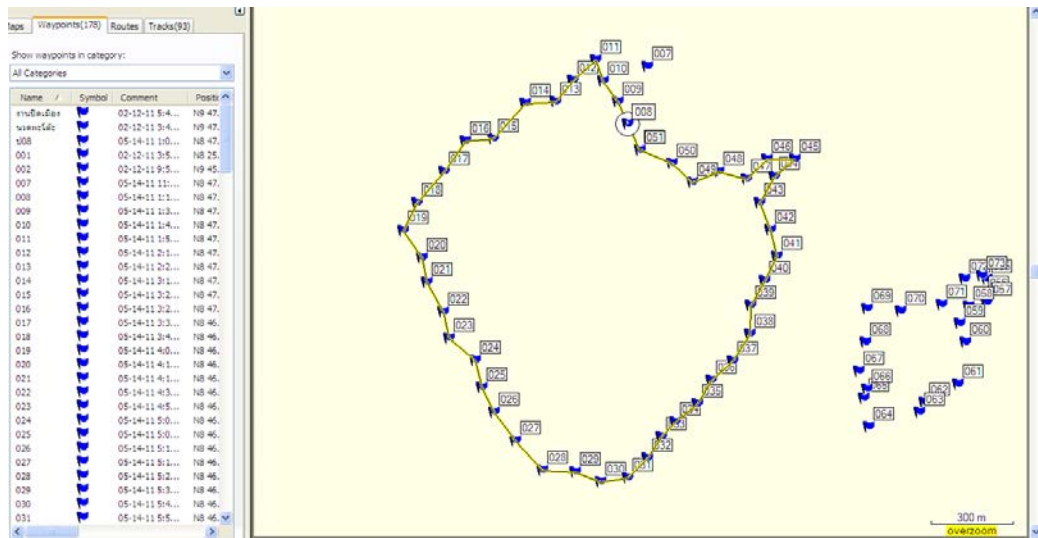 Maps Waypoints(178) Routes Tracks(93)
Show waypoints in category:
All Categories
Name / Symbol Comment Positic
02-12-11 5:4... N9 47.
02-12-11 3:4... N9 47.
ป08 05-14-11 1:0... N8 47.
001 02-12-11 3:5... N8 25.
002 02-12-11 9:5... N9 45.
007 05-14-11 11:... N8 47.
008 05-14-11 1:1... N8 47.
009 05-14-11 1:3... N8 47.
010 05-14-11 1:4... N8 47.
011 05-14-11 1:5... N8 47.
012 05-14-11 2:1... N8 47.
013 05-14-11 2:2... N8 47.
014 05-14-11 3:1... N8 47.
015 05-14-11 3:2... N8 47.
016 05-14-11 3:2... N8 47.
017 05-14-11 3:3... N8 46.
018 05-14-11 3:4... N8 46.
019 05-14-11 4:0... N8 46.
020 05-14-11 4:1... N8 46.
021 05-14-11 4:1... N8 46.
022 05-14-11 4:3... N8 46.
023 05-14-11 4:5... N8 46.
024 05-14-11 5:0... N8 46.
025 05-14-11 5:0... N8 46.
026 05-14-11 5:1... N8 46.
027 05-14-11 5:1... N8 46.
028 05-14-11 5:2... N8 46.
029 05-14-11 5:3... N8 46.
030 05-14-11 5:4... N8 46.
031 05-14-11 5:5... N8 46.
011
007
012 010
014 013 009
008
016 015 051
050 046 045
017 049 048 047 044
018 043
019 042
020 041
021 040
022 039
023 038
024 037
025 036
026 035
034
027 033
032
028 029 030 031
072 073
069 070 071 058 057
059
068 060
067
066 061
065 062
064 063
300 m
overzoom